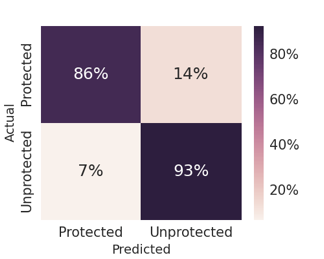 Actual
Protected
Unprotected
86%
14%
7%
93%
Protected
Unprotected
Predicted
80%
60%
40%
20%